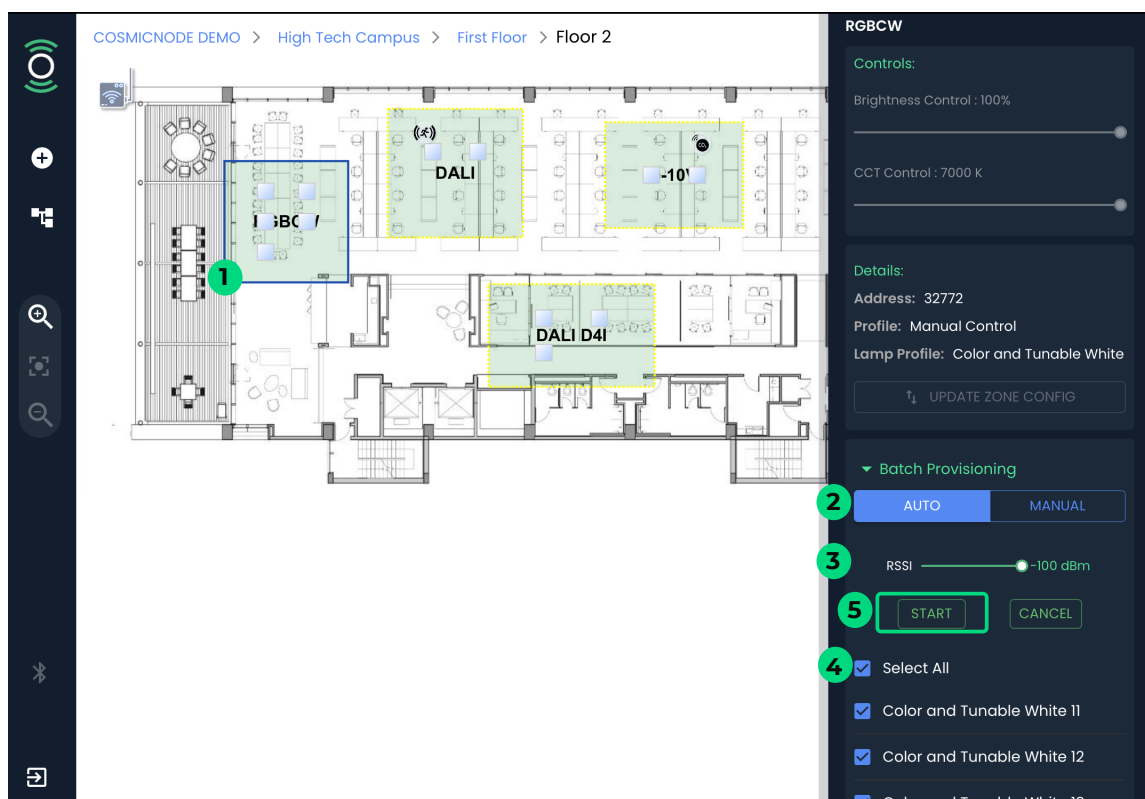 COSMICNODE DEMO > High Tech Campus > First Floor > Floor 2
DALI
RGBCW
DALI D4I
1
RGBCW
Controls:
Brightness Control : 100%
CCT Control : 7000 K
Details:
Address: 32772
Profile: Manual Control
Lamp Profile: Color and Tunable White
UPDATE ZONE CONFIG
Batch Provisioning
2
AUTO MANUAL
3
RSSI -100 dBm
5
START CANCEL
4
Select All
Color and Tunable White 11
Color and Tunable White 12